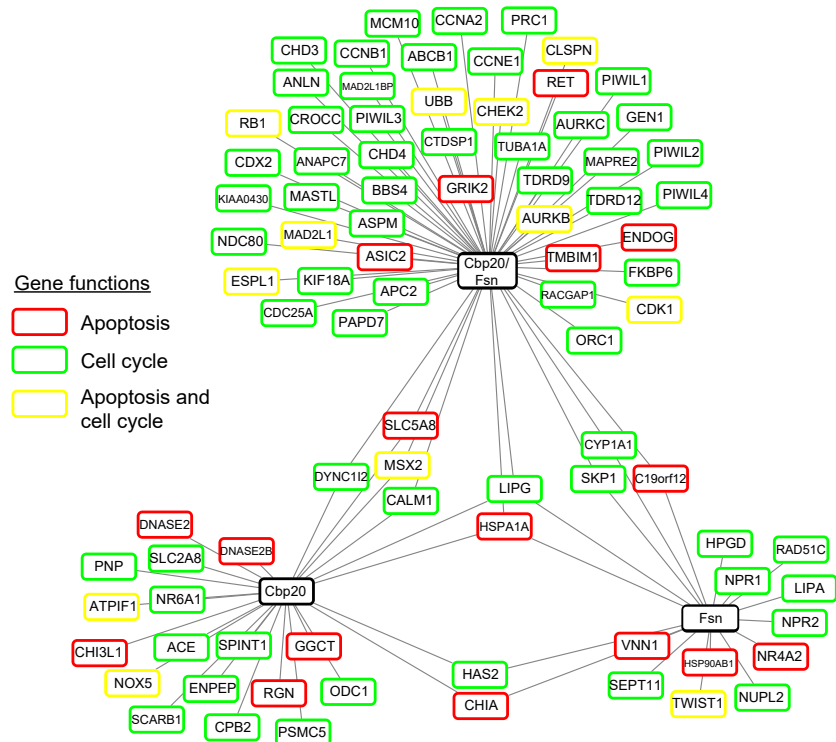 CCNA2
PRC1
MCM10
CHD3
CCNB1
ABCB1
CCNE1
CLSPN
ANLN
MAD2L1BP
UBB
CHEK2
RET
PIWIL1
RB1
CROCC
PIWIL3
CTDSP1
TUBA1A
AURKC
GEN1
CDX2
ANAPC7
CHD4
MAPRE2
PIWIL2
KIAA0430
MASTL
BBS4
GRIK2
TDRD9
TDRD12
PIWIL4
NDC80
MAD2L1
ASPM
AURKB
ENDOG
ASIC2
Cbp20/
Fsn
TMBIM1
FKBP6
ESPL1
KIF18A
APC2
RACGAP1
CDK1
CDC25A
PAPD7
ORC1
Gene functions
Apoptosis
Cell cycle
Apoptosis and
cell cycle
SLC5A8
CYP1A1
DYNC1I2
MSX2
SKP1
C19orf12
CALM1
LIPG
HSPA1A
DNASE2
DNASE2B
PNP
SLC2A8
Cbp20
ATPIF1
NR6A1
CHI3L1
ACE
SPINT1
GGCT
NOX5
ENPEP
RGN
ODC1
SCARB1
CPB2
PSMC5
HAS2
CHIA
HPGD
RAD51C
NPR1
LIPA
Fsn
NPR2
VNN1
HSP90AB1
NR4A2
SEPT11
TWIST1
NUPL2